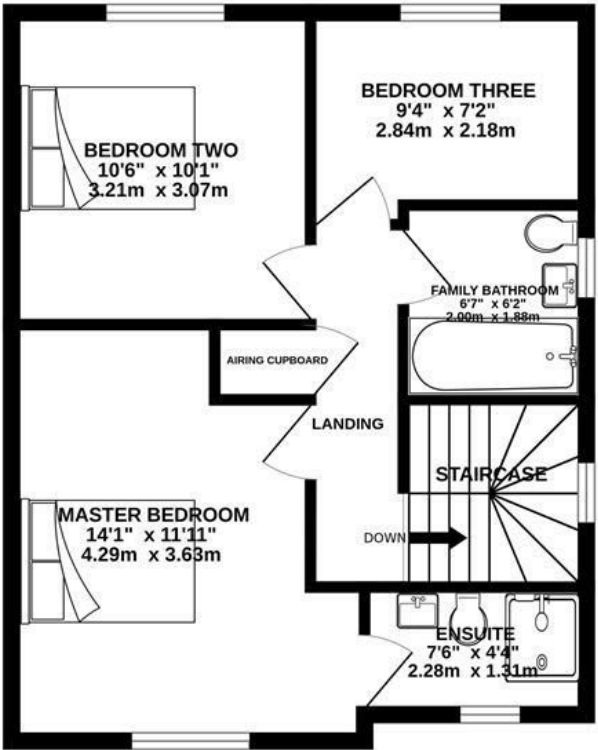 BEDROOM TWO
10'6" x 10'1"
3.21m x 3.07m
BEDROOM THREE
9'4" x 7'2"
2.84m x 2.18m
FAMILY BATHROOM
6'7" x 6'2"
2.00m x 1.88m
AIRING CUPBOARD
LANDING
STAIRCASE
DOWN
MASTER BEDROOM
14'1" x 11'11"
4.29m x 3.63m
ENSUITE
7'6" x 4'4"
2.28m x 1.31m